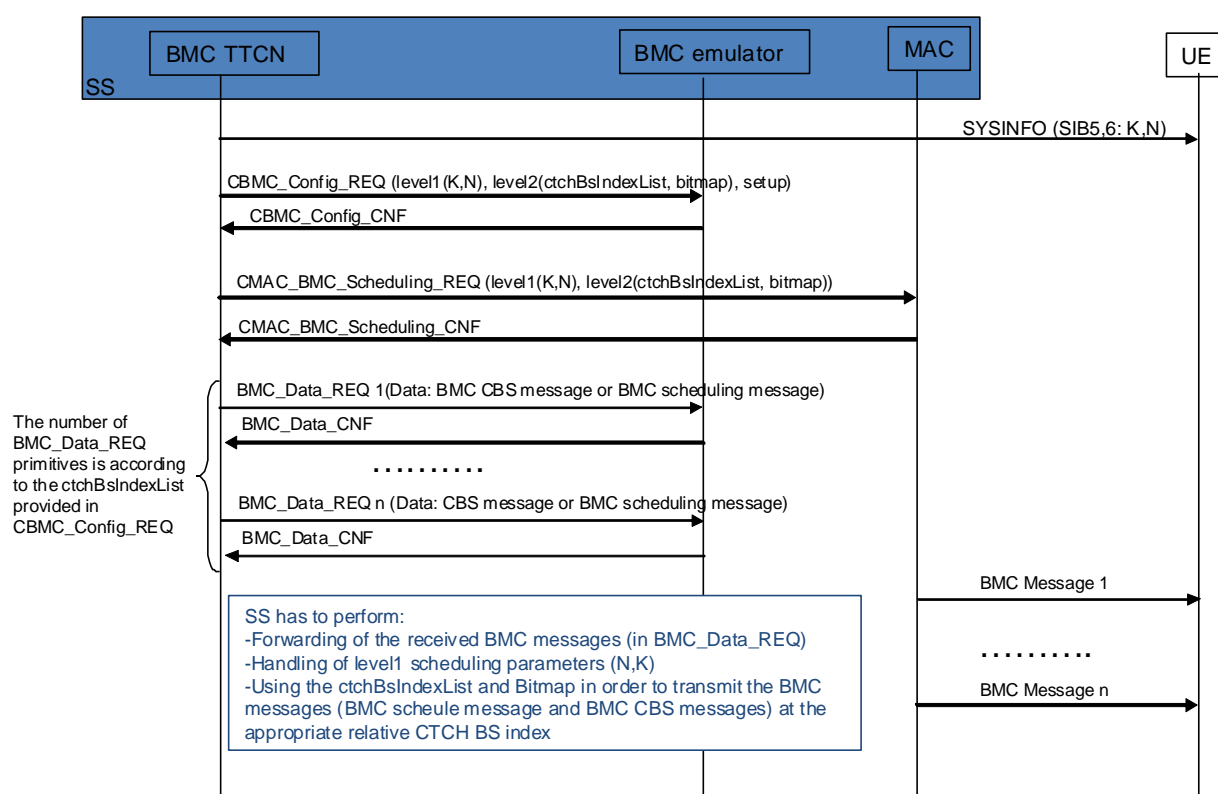 BMC TTCN
BMC emulator
MAC
UE
SS
SYSINFO (SIB5,6: K,N)
CBMC_Config_REQ (level1(K,N), level2(ctchBsIndexList, bitmap), setup)
CBMC_Config_CNF
CMAC_BMC_Scheduling_REQ (level1(K,N), level2(ctchBsIndexList, bitmap))
CMAC_BMC_Scheduling_CNF
The number of
BMC_Data_REQ
primitives is according
to the ctchBsIndexList
provided in
CBMC_Config_REQ
BMC_Data_REQ 1(Data: BMC CBS message or BMC scheduling message)
BMC_Data_CNF
..........
BMC_Data_REQ n (Data: CBS message or BMC scheduling message)
BMC_Data_CNF
BMC Message 1
..........
BMC Message n
SS has to perform:
-Forwarding of the received BMC messages (in BMC_Data_REQ)
-Handling of level1 scheduling parameters (N,K)
-Using the ctchBsIndexList and Bitmap in order to transmit the BMC
messages (BMC scheule message and BMC CBS messages) at the
appropriate relative CTCH BS index